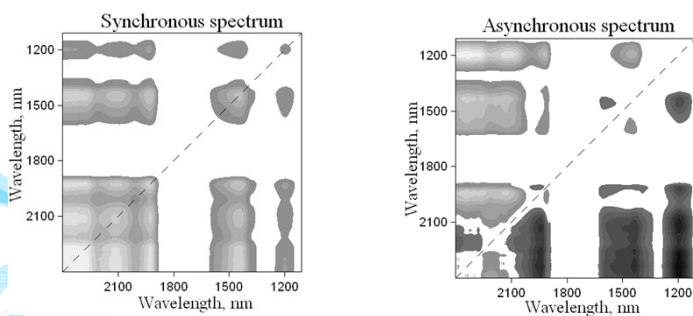 Synchronous spectrum
Wavelength, nm
1200
1500
1800
2100
2100 1800 1500 1200
Wavelength, nm
Asynchronous spectrum
Wavelength, nm
1200
1500
1800
2100
2100 1800 1500 1200
Wavelength, nm